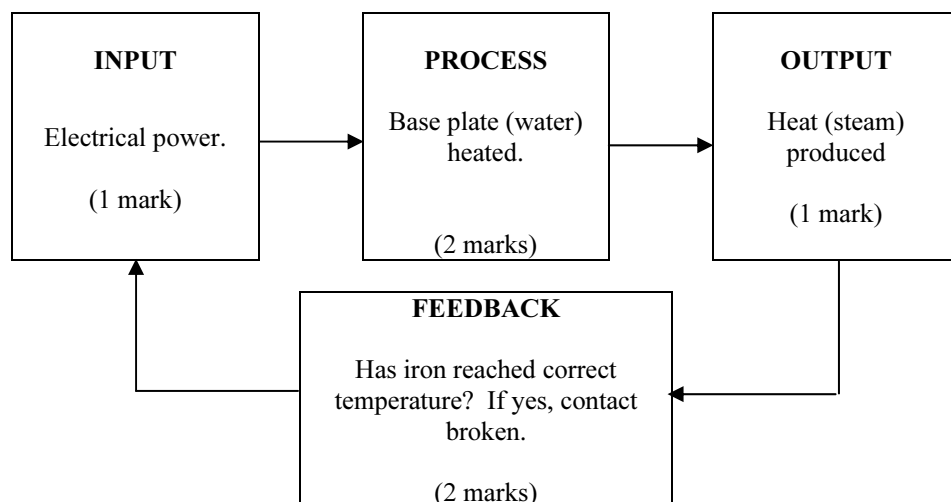 INPUT
Electrical power.
(1 mark)
PROCESS
Base plate (water)
heated.
(2 marks)
OUTPUT
Heat (steam)
produced
(1 mark)
FEEDBACK
Has iron reached correct
temperature?  If yes, contact
broken.
(2 marks)